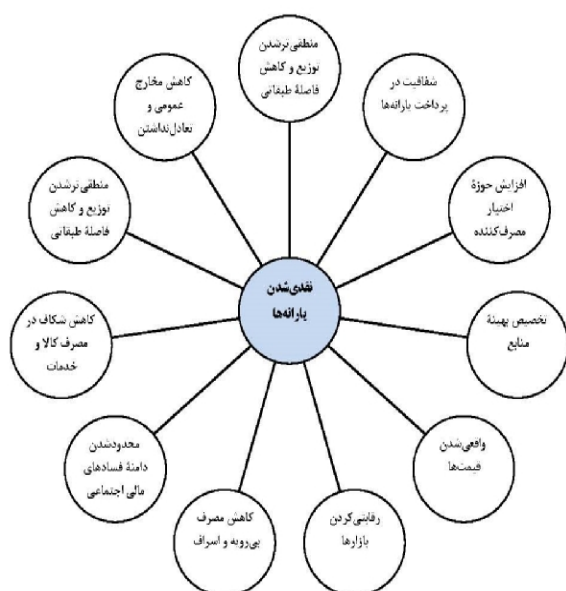 منطقی‌ترشدن
توزیع و کاهش
فاصلهٔ طبقاتی
شفافیت در
پرداخت یارانه‌ها
افزایش حوزهٔ
اختیار
مصرف‌کننده
تخصیص بهینهٔ
منابع
واقعی‌شدن
قیمت‌ها
رقابتی‌کردن
بازارها
کاهش مصرف
بی‌رویه و اسراف
محدودشدن
دامنهٔ فسادهای
مالی اجتماعی
کاهش شکاف در
مصرف کالا و
خدمات
منطقی‌ترشدن
توزیع و کاهش
فاصلهٔ طبقاتی
کاهش مخارج
عمومی و
تعادل‌نداشتن
نقدی‌شدن
یارانه‌ها